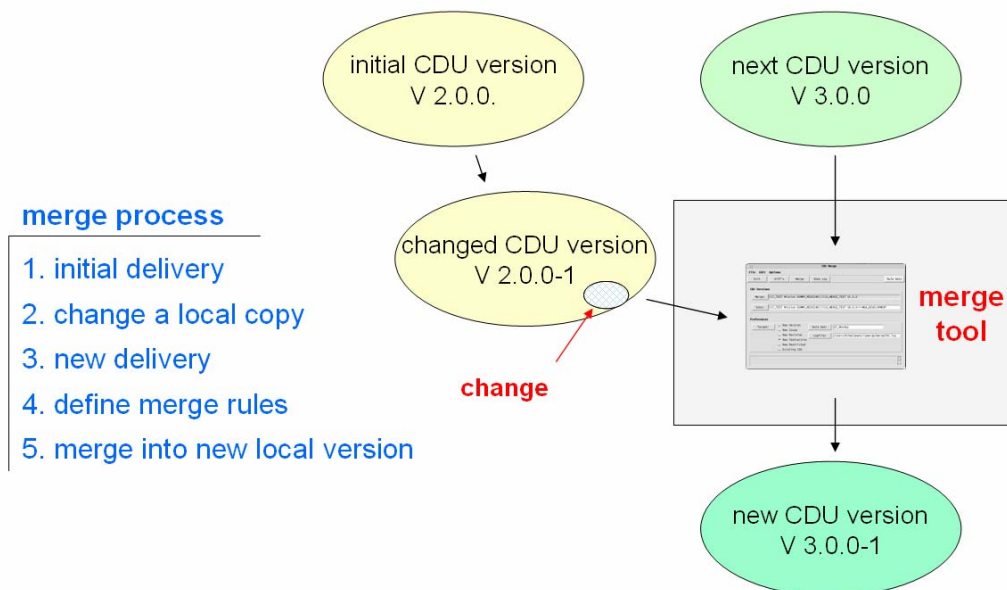 initial CDU version
V 2.0.0.
next CDU version
V 3.0.0
merge process
1. initial delivery
2. change a local copy
3. new delivery
4. define merge rules
5. merge into new local version
changed CDU version
V 2.0.0-1
change
merge
tool
new CDU version
V 3.0.0-1